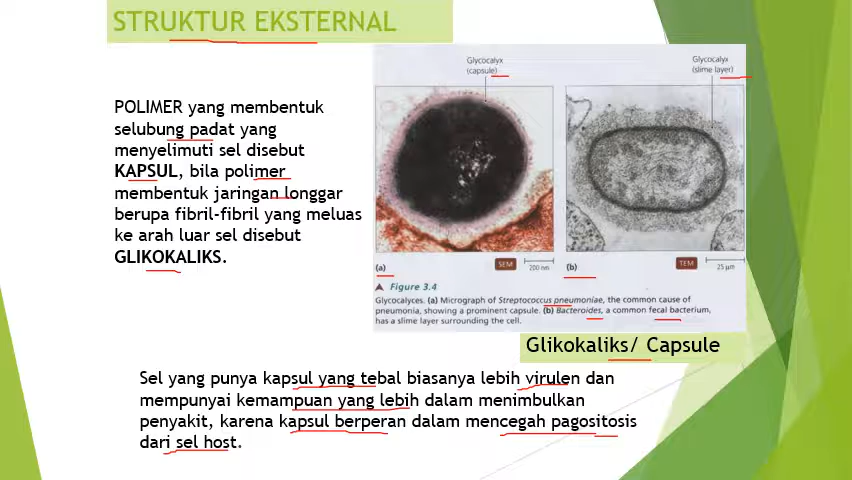 STRUKTUR EKSTERNAL
POLIMER yang membentuk
selubung padat yang
menyelimuti sel disebut
KAPSUL, bila polimer
membentuk jaringan longgar
berupa fibril-fibril yang meluas
ke arah luar sel disebut
GLIKOKALIKS.
Glycocalyx
(capsule)
Glycocalyx
(slime layer)
(a)
SEM
200 nm
(b)
TEM
25 µm
Figure 3.4
Glycocalyces. (a) Micrograph of Streptococcus pneumoniae, the common cause of
pneumonia, showing a prominent capsule. (b) Bacteroides, a common fecal bacterium,
has a slime layer surrounding the cell.
Glikokaliks/ Capsule
Sel yang punya kapsul yang tebal biasanya lebih virulen dan
mempunyai kemampuan yang lebih dalam menimbulkan
penyakit, karena kapsul berperan dalam mencegah pagositosis
dari sel host.